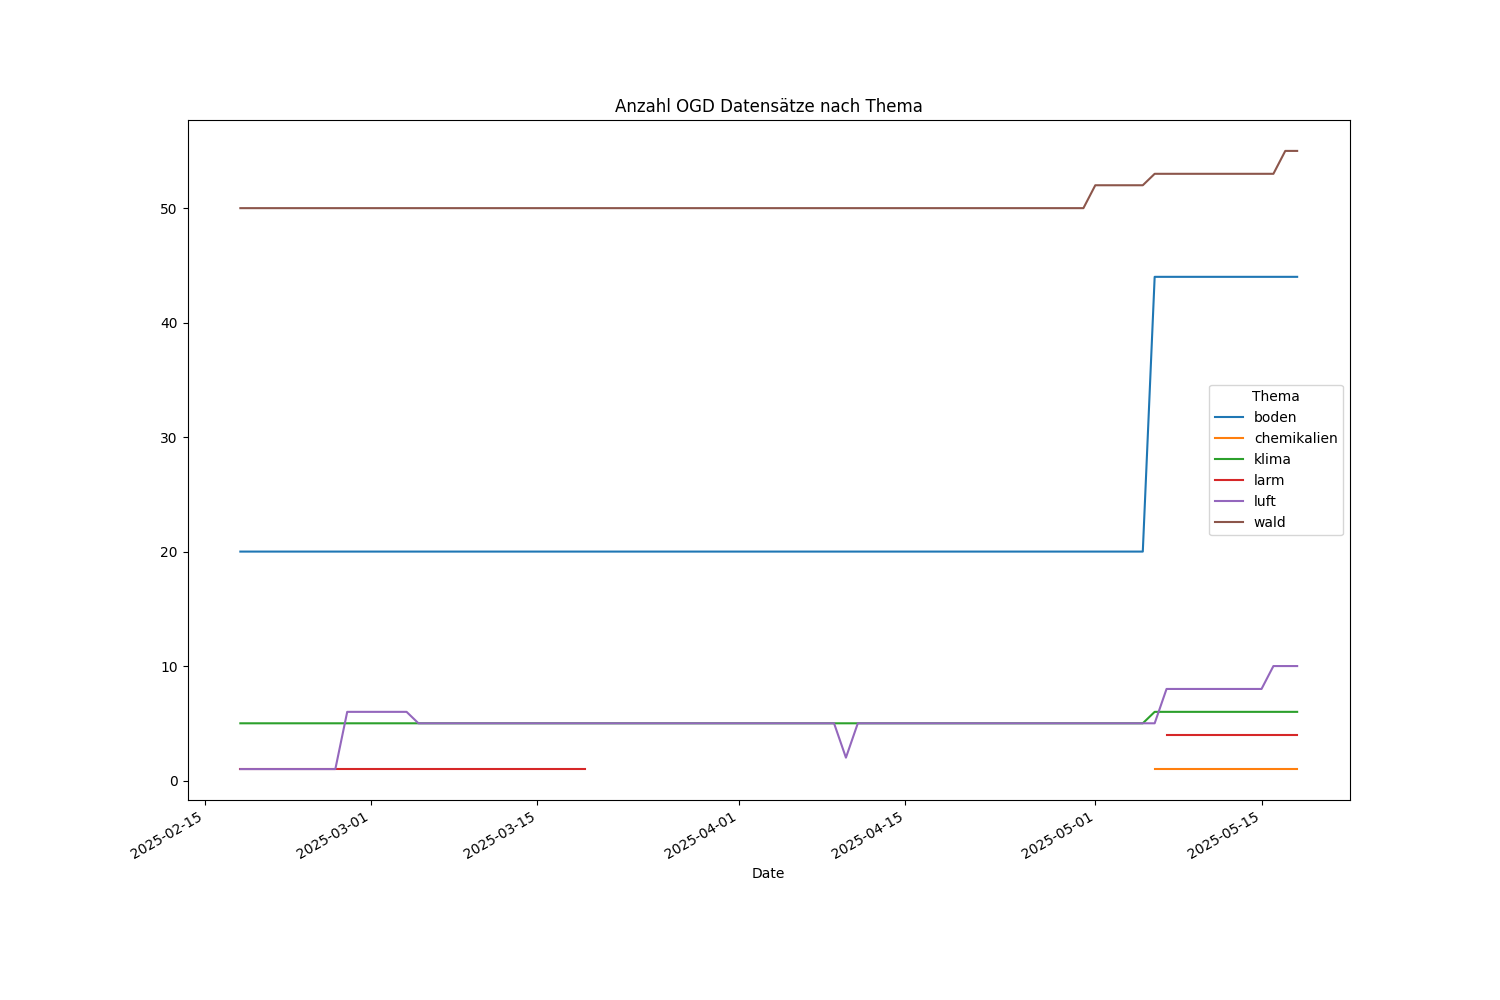 Anzahl OGD Datensätze nach Thema
50
40
30
20
10
0
Thema
boden
chemikalien
klima
larm
luft
wald
2025-02-15
2025-03-01
2025-03-15
2025-04-01
2025-04-15
2025-05-01
2025-05-15
Date